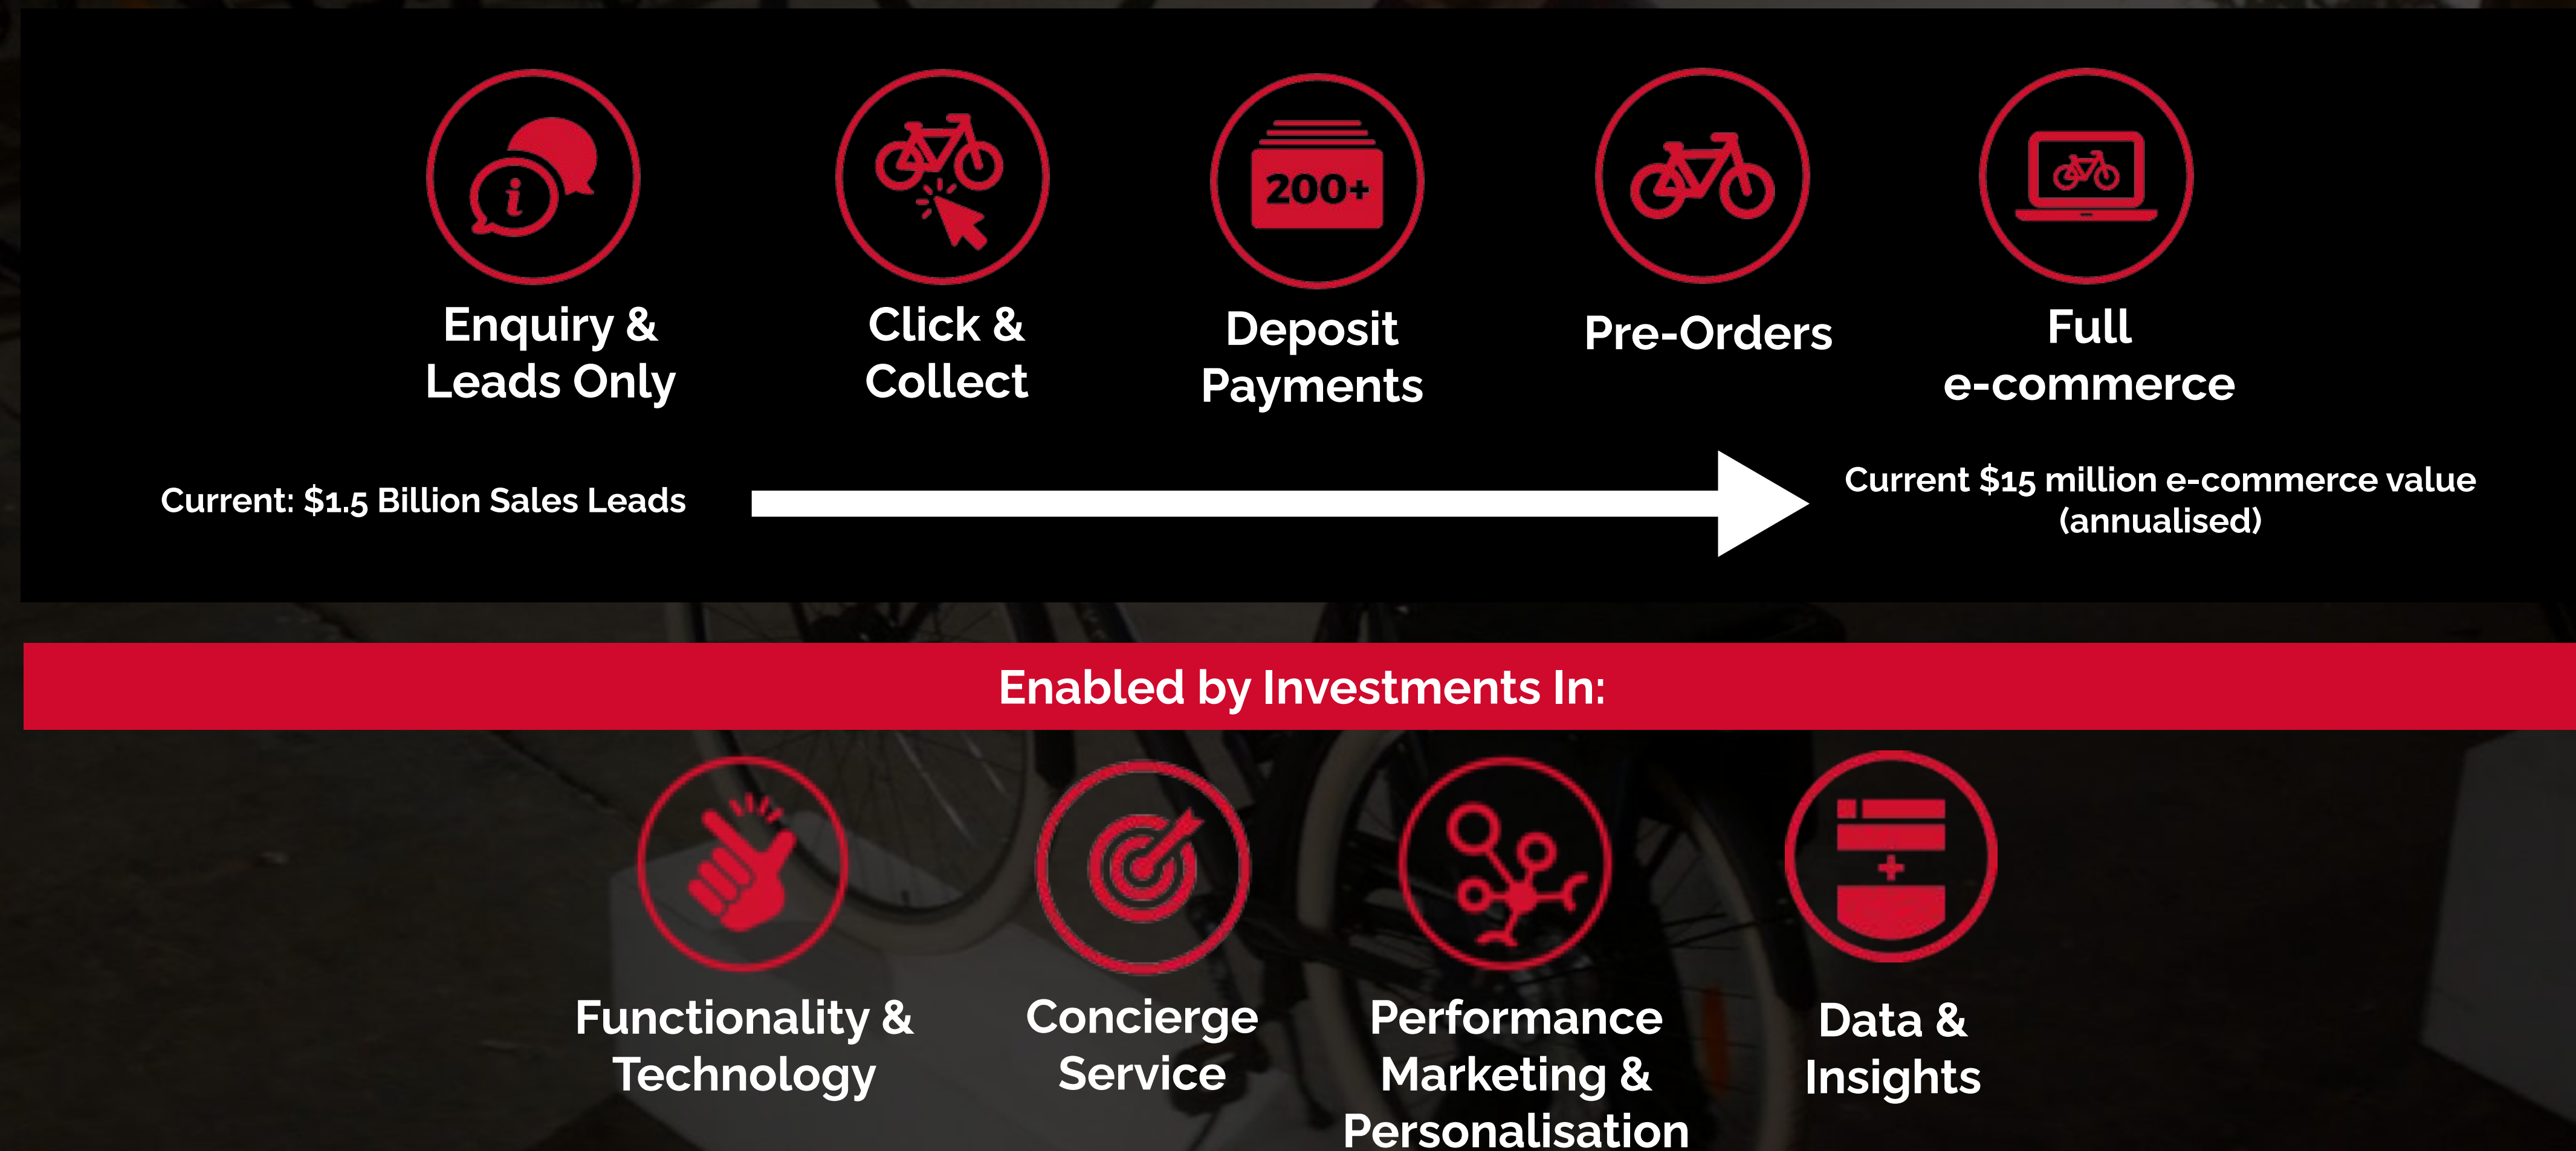 200+
Enquiry &
Leads Only
Click &
Collect
Deposit
Payments
Pre-Orders
Full
e-commerce
Current: $1.5 Billion Sales Leads
Current $15 million e-commerce value
(annualised)
Enabled by Investments In:
Functionality &
Technology
Concierge
Service
Performance
Marketing &
Personalisation
Data &
Insights